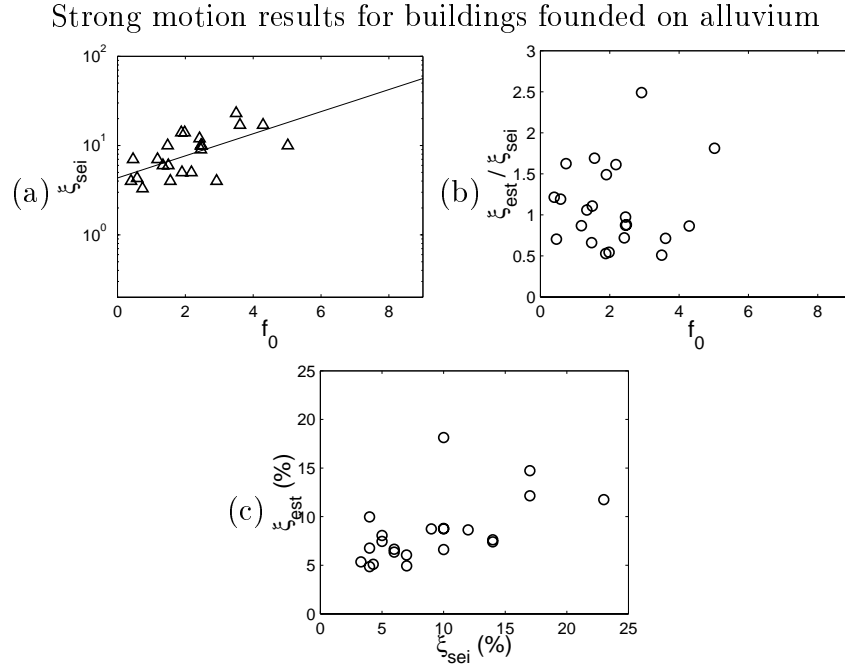 Strong motion results for buildings founded on alluvium
(a)
ξsei
10^2
10^1
10^0
0 2 4 6 8
f0
(b)
ξest / ξsei
3
2.5
2
1.5
1
0.5
0
0 2 4 6 8
f0
(c)
ξest (%)
25
20
15
10
5
0
0 5 10 15 20 25
ξsei (%)